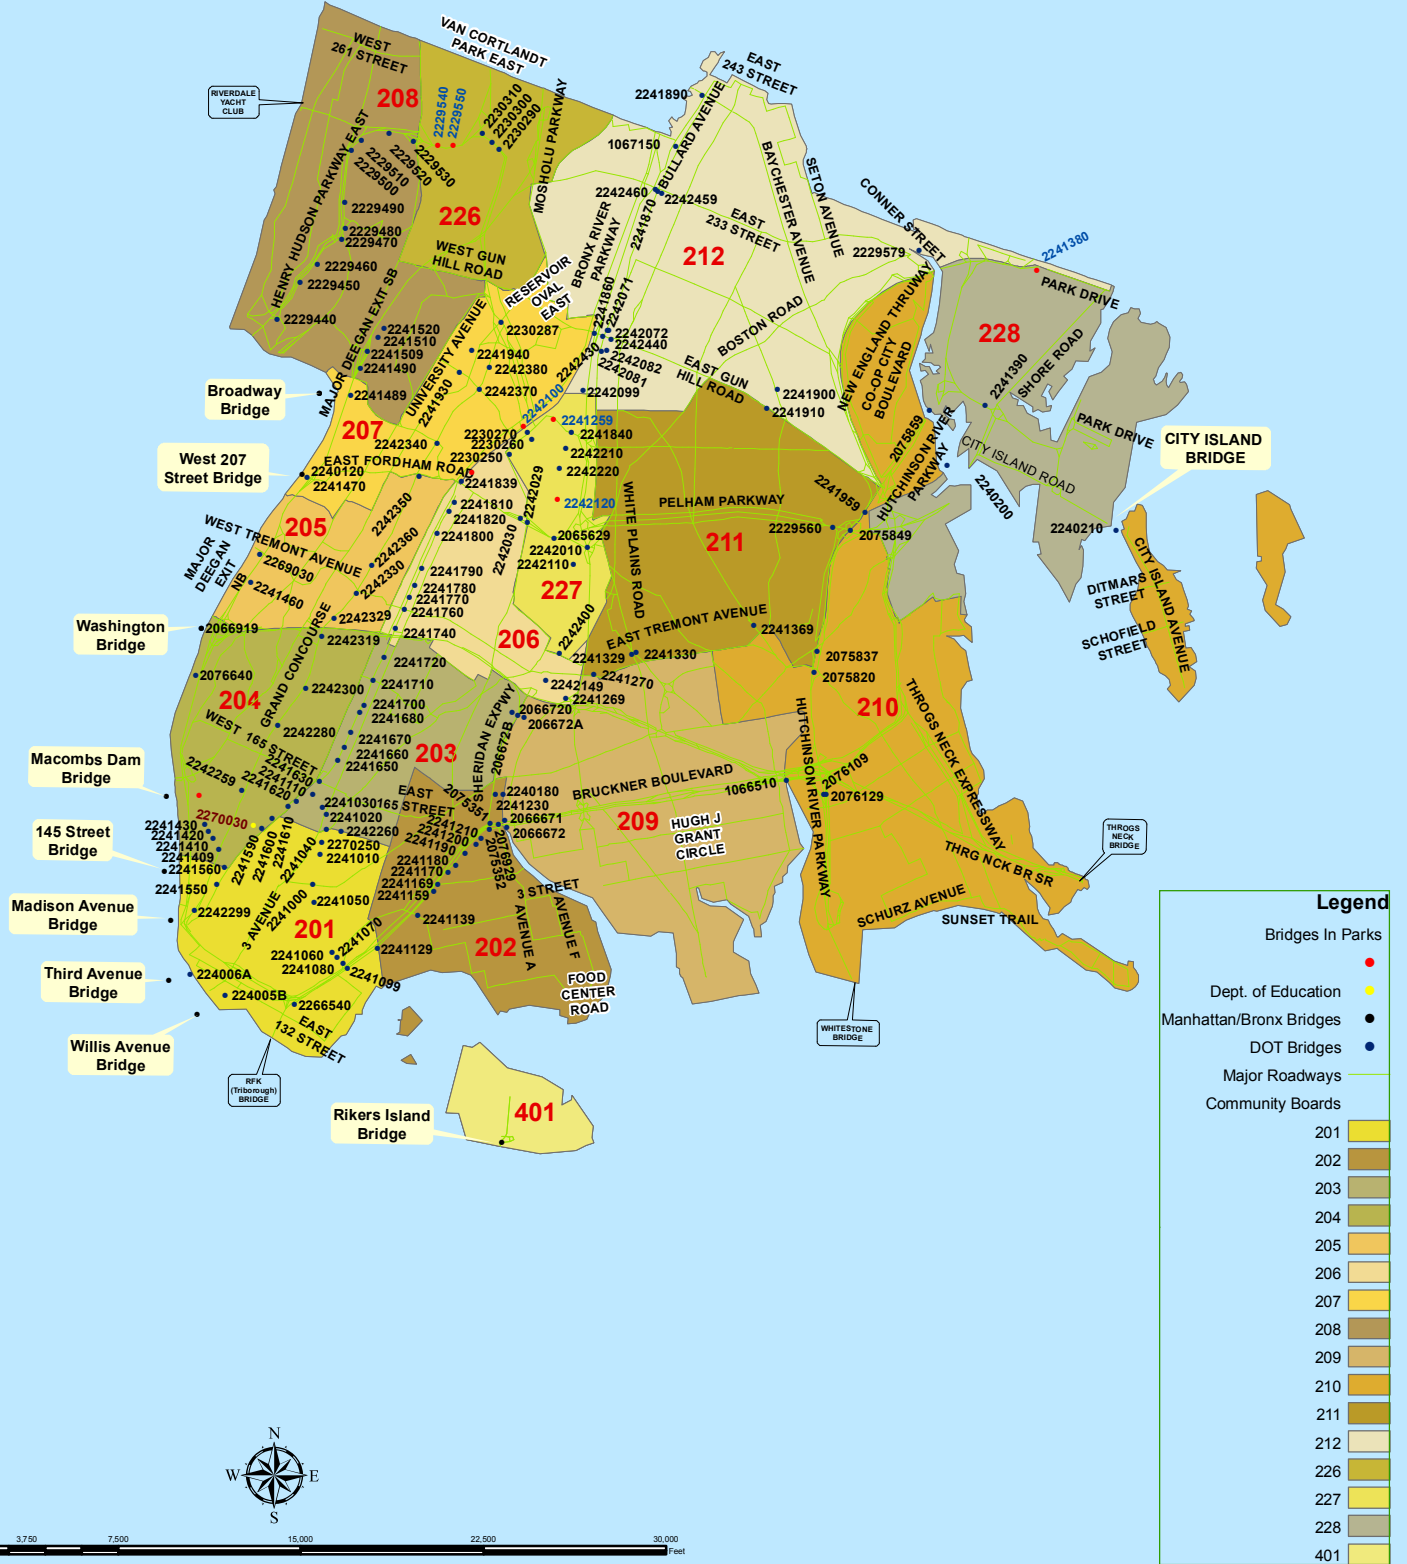 VAN CORTLANDT
PARK EAST
WEST
261 STREET
EAST
243 STREET
RIVERDALE
YACHT
CLUB
208
2229540
2229550
2230310
2230300
2230290
MOSHOLU PARKWAY
2241890
BULLARD AVENUE
1067150
BAYCHESTER AVENUE
SETON AVENUE
CONNER STREET
HENRY HUDSON PARKWAY EAST
2229530
2229520
2229510
2229500
2229490
2229480
2229470
2229460
2229450
2229440
226
WEST GUN
HILL ROAD
2242460
2242459
2241870
BRONX RIVER
PARKWAY
EAST
233 STREET
212
2229579
2241380
PARK DRIVE
228
RESERVOIR
OVAL
EAST
2241860
2242071
2242072
2242440
2242082
2242081
2242430
2242099
BOSTON ROAD
EAST GUN
HILL ROAD
NEW ENGLAND THRUWAY
CO-OP CITY
BOULEVARD
2241390
SHORE ROAD
PARK DRIVE
CITY ISLAND ROAD
CITY ISLAND
BRIDGE
MAJOR DEEGAN EXIT SB
2241520
2241510
2241509
2241490
2241489
UNIVERSITY AVENUE
2230287
2241940
2242380
2241930
2242370
2242100
2241259
2241840
2242210
2242220
2242120
2241900
2241910
Broadway
Bridge
207
2242340
2230270
2230260
2230250
EAST FORDHAM ROAD
West 207
Street Bridge
2240120
2241470
2241839
2241810
2241820
2241800
2242029
2242030
2065629
2242010
2242110
227
WHITE PLAINS ROAD
PELHAM PARKWAY
211
2241959
2229560
2075849
2075859
HUTCHINSON RIVER
PARKWAY
2240200
2240210
CITY ISLAND AVENUE
DITMARS
STREET
SCHOFIELD
STREET
205
WEST TREMONT AVENUE
2242350
2242360
2242330
2269030
2241460
MAJOR
DEEGAN
EXIT
NB
2241790
2241780
2241770
2241760
2241740
2242329
2242319
206
2242400
EAST TREMONT AVENUE
2241369
2241329
2241330
2241270
2242149
2241269
2075837
2075820
210
Washington
Bridge
2066919
2076640
204
GRAND CONCOURSE
2242300
2242280
WEST 165 STREET
2241720
2241710
2241700
2241680
2241670
2241660
2241650
203
SHERIDAN EXPWY
2066720
206672A
206672B
HUTCHINSON RIVER PARKWAY
THROGS NECK EXPRESSWAY
Macombs Dam
Bridge
2242259
2241630
2241110
2241620
2241030
165
EAST
STREET
2241020
2242260
2270250
2241010
2075351
2240180
2241230
2066671
2066672
2241210
2241200
2241190
2076929
2075352
2241180
2241170
2241169
2241159
2241139
2241129
BRUCKNER BOULEVARD
1066510
2076109
2076129
209
HUGH J
GRANT
CIRCLE
THROGS
NECK
BRIDGE
THRG NCK BR SR
SCHURZ AVENUE
SUNSET TRAIL
145 Street
Bridge
2270030
2241430
2241420
2241410
2241409
2241560
2241550
2241590
2241600
2241610
2241040
2241000
2241050
3 AVENUE
201
2242299
2241070
2241060
2241080
2241099
3 STREET
AVENUE A
AVENUE F
202
FOOD
CENTER
ROAD
Madison Avenue
Bridge
Third Avenue
Bridge
224006A
224005B
2266540
EAST
132 STREET
Willis Avenue
Bridge
RFK
(Triborough)
BRIDGE
WHITESTONE
BRIDGE
Rikers Island
Bridge
401
Legend
Bridges In Parks
Dept. of Education
Manhattan/Bronx Bridges
DOT Bridges
Major Roadways
Community Boards
201
202
203
204
205
206
207
208
209
210
211
212
226
227
228
401
N
W
E
S
3,750
7,500
15,000
22,500
30,000
Feet